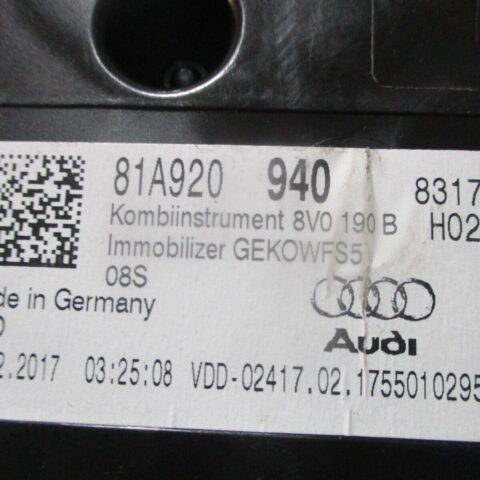 81A920 940 8317
Kombiinstrument 8V0 190 B H02
Immobilizer GEKOWFS5
08S
de in Germany
Audi
2.2017 03:25:08 VDD-02417.02.1755010295